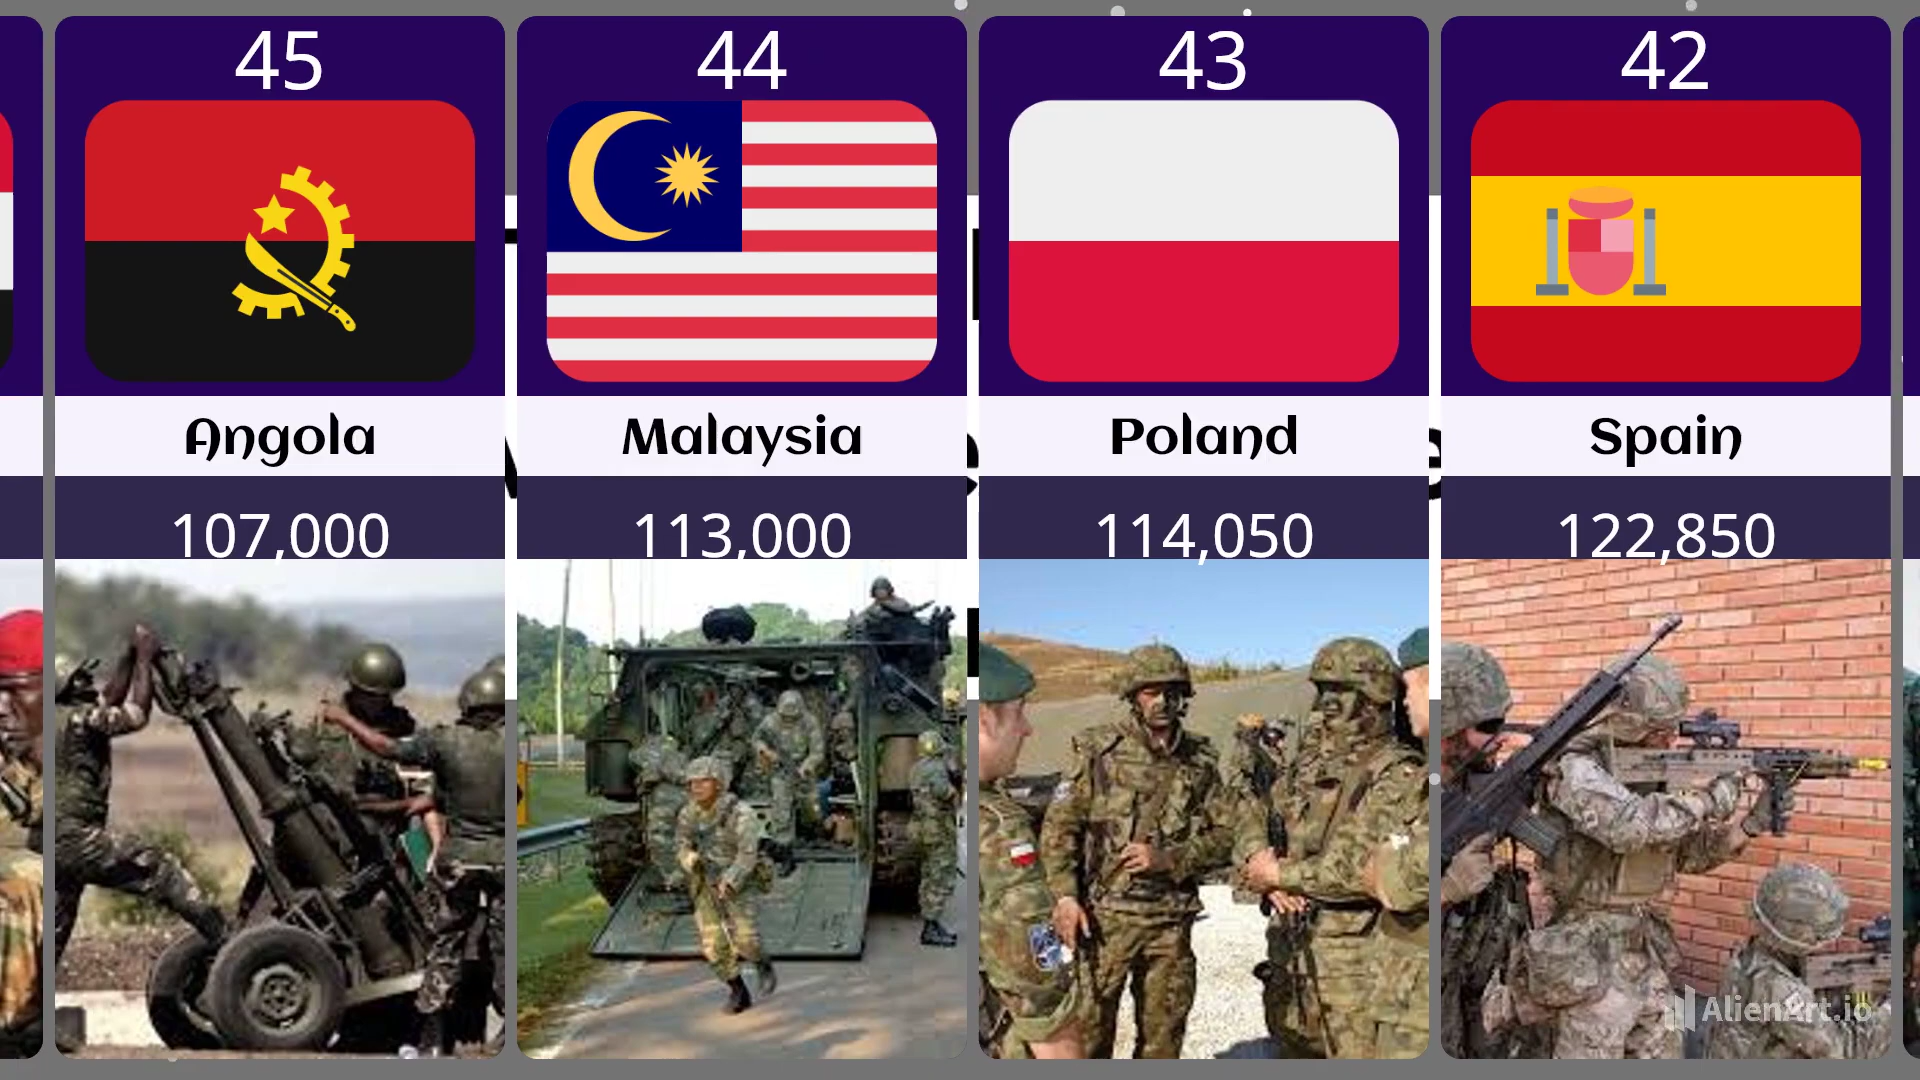 45
Angola
107,000
44
Malaysia
113,000
43
Poland
114,050
42
Spain
122,850
AlienArt.io